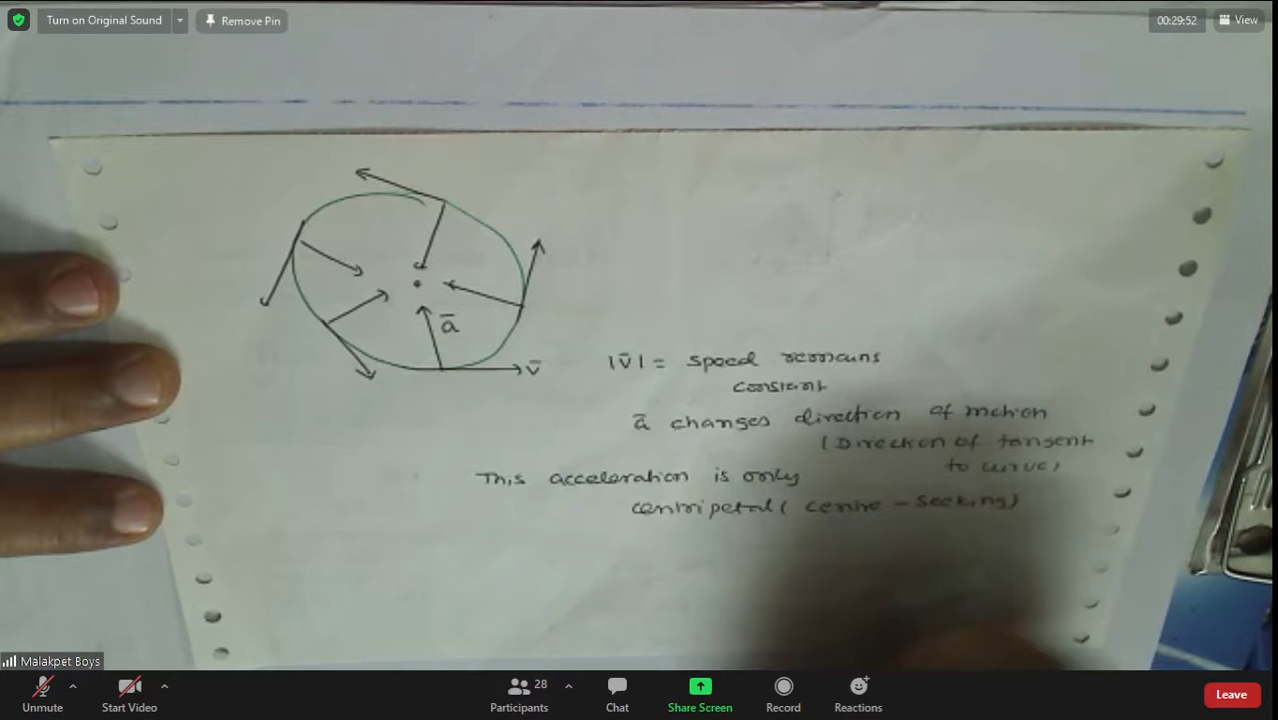 Turn on Original Sound
Remove Pin
00:29:52
View
ā
v̄
|v̄| = speed remains
constant
ā changes direction of motion
(Direction of tangent
to curve)
This acceleration is only
centripetal (centre - seeking)
Malakpet Boys
Unmute
Start Video
28
Participants
Chat
Share Screen
Record
Reactions
Leave